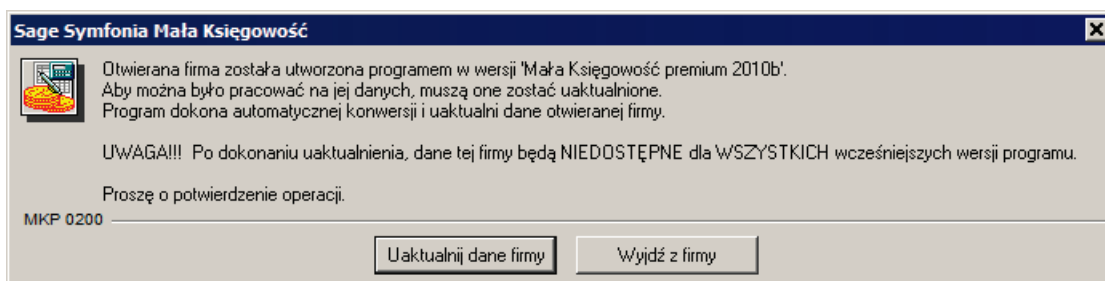 Sage Symfonia Mała Księgowość
Otwierana firma została utworzona programem w wersji 'Mała Księgowość premium 2010b'.
Aby można było pracować na jej danych, muszą one zostać uaktualnione.
Program dokona automatycznej konwersji i uaktualni dane otwieranej firmy.
UWAGA!!! Po dokonaniu uaktualnienia, dane tej firmy będą NIEDOSTĘPNE dla WSZYSTKICH wcześniejszych wersji programu.
Proszę o potwierdzenie operacji.
MKP 0200
Uaktualnij dane firmy
Wyjdź z firmy